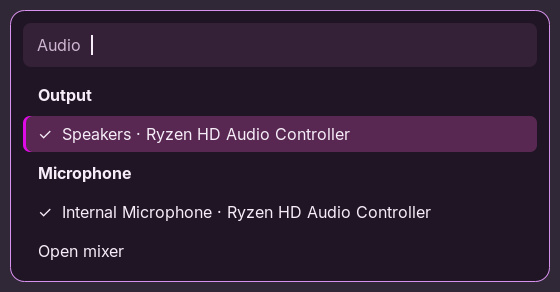 Audio
Output
✓ Speakers · Ryzen HD Audio Controller
Microphone
✓ Internal Microphone · Ryzen HD Audio Controller
Open mixer